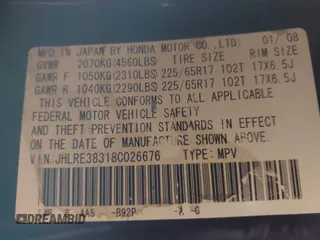 MFD. IN JAPAN BY HONDA MOTOR CO., LTD. 01/'08
GVWR 2070KG(4560LBS) TIRE SIZE RIM SIZE
GAWR F 1050KG(2310LBS) 225/65R17 102T 17X6.5J
GAWR R 1040KG(2290LBS) 225/65R17 102T 17X6.5J
THIS VEHICLE CONFORMS TO ALL APPLICABLE
FEDERAL MOTOR VEHICLE SAFETY
AND THEFT PREVENTION STANDARDS IN EFFECT
ON THE DATE OF MANUFACTURE SHOWN ABOVE.
V.I.N:JHLRE38318C026676 TYPE: MPV
AA5 -B92P
DREAMBID